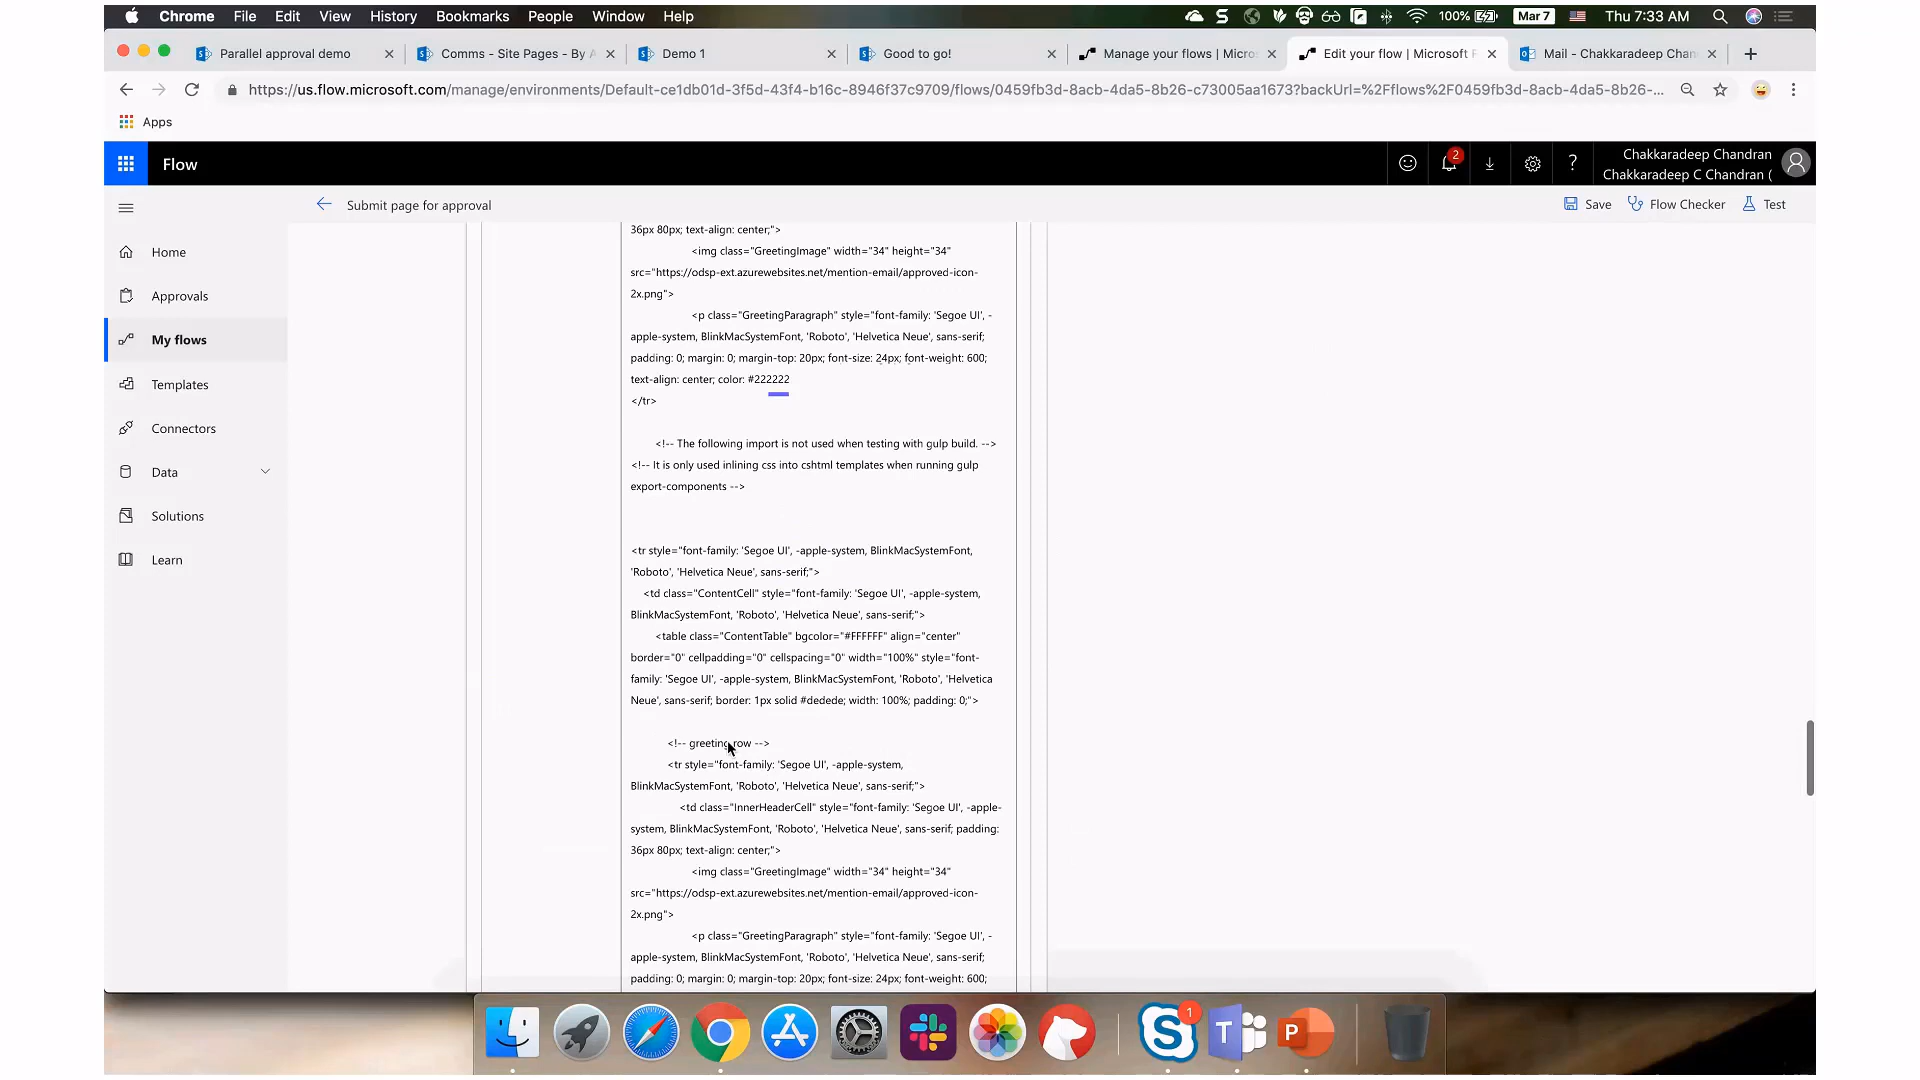 Chrome File Edit View History Bookmarks People Window Help 100% Mar 7 Thu 7:33 AM
Parallel approval demo Comms - Site Pages - By A Demo 1 Good to go! Manage your flows | Micros Edit your flow | Microsoft F Mail - Chakkaradeep Chan
https://us.flow.microsoft.com/manage/environments/Default-ce1db01d-3f5d-43f4-b16c-8946f37c9709/flows/0459fb3d-8acb-4da5-8b26-c73005aa1673?backUrl=%2Fflows%2F0459fb3d-8acb-4da5-8b26-...
Apps
Flow 2 ? Chakkaradeep Chandran
Chakkaradeep C Chandran (
Submit page for approval Save Flow Checker Test
Home
Approvals
My flows
Templates
Connectors
Data
Solutions
Learn
36px 80px; text-align: center;">
<img class="GreetingImage" width="34" height="34"
src="https://odsp-ext.azurewebsites.net/mention-email/approved-icon-
2x.png">
<p class="GreetingParagraph" style="font-family: 'Segoe UI', -
apple-system, BlinkMacSystemFont, 'Roboto', 'Helvetica Neue', sans-serif;
padding: 0; margin: 0; margin-top: 20px; font-size: 24px; font-weight: 600;
text-align: center; color: #222222
</tr>
<!-- The following import is not used when testing with gulp build. -->
<!-- It is only used inlining css into cshtml templates when running gulp
export-components -->
<tr style="font-family: 'Segoe UI', -apple-system, BlinkMacSystemFont,
'Roboto', 'Helvetica Neue', sans-serif;">
<td class="ContentCell" style="font-family: 'Segoe UI', -apple-system,
BlinkMacSystemFont, 'Roboto', 'Helvetica Neue', sans-serif;">
<table class="ContentTable" bgcolor="#FFFFFF" align="center"
border="0" cellpadding="0" cellspacing="0" width="100%" style="font-
family: 'Segoe UI', -apple-system, BlinkMacSystemFont, 'Roboto', 'Helvetica
Neue', sans-serif; border: 1px solid #dedede; width: 100%; padding: 0;">
<!-- greeting row -->
<tr style="font-family: 'Segoe UI', -apple-system,
BlinkMacSystemFont, 'Roboto', 'Helvetica Neue', sans-serif;">
<td class="InnerHeaderCell" style="font-family: 'Segoe UI', -apple-
system, BlinkMacSystemFont, 'Roboto', 'Helvetica Neue', sans-serif; padding:
36px 80px; text-align: center;">
<img class="GreetingImage" width="34" height="34"
src="https://odsp-ext.azurewebsites.net/mention-email/approved-icon-
2x.png">
<p class="GreetingParagraph" style="font-family: 'Segoe UI', -
apple-system, BlinkMacSystemFont, 'Roboto', 'Helvetica Neue', sans-serif;
padding: 0; margin: 0; margin-top: 20px; font-size: 24px; font-weight: 600;
S 1 T P